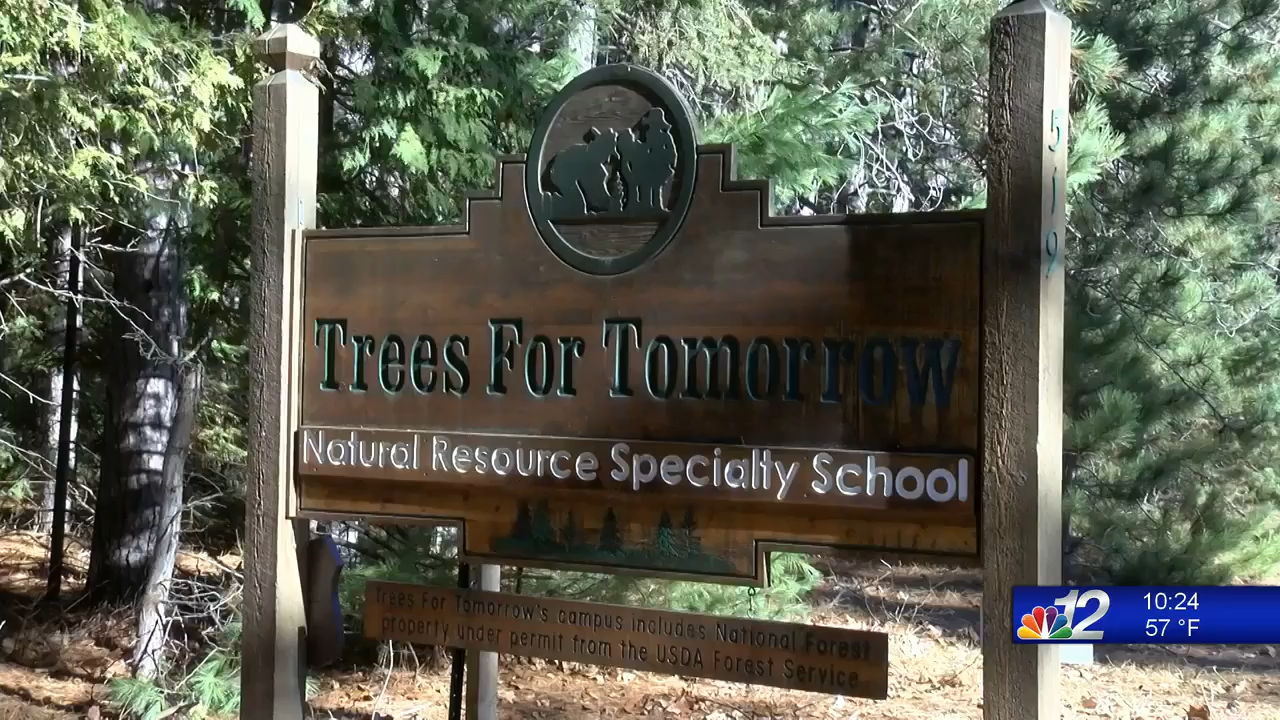 519
Trees For Tomorrow
Natural Resource Specialty School
Trees For Tomorrow's campus includes National Forest
property under permit from the USDA Forest Service
12
10:24
57 °F